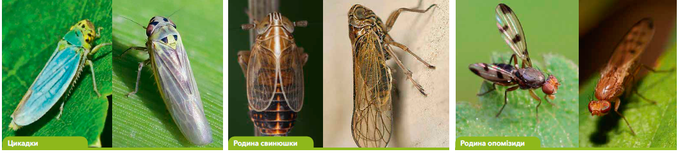 Цикадки
Родина свинюшки
Родина опомізиди